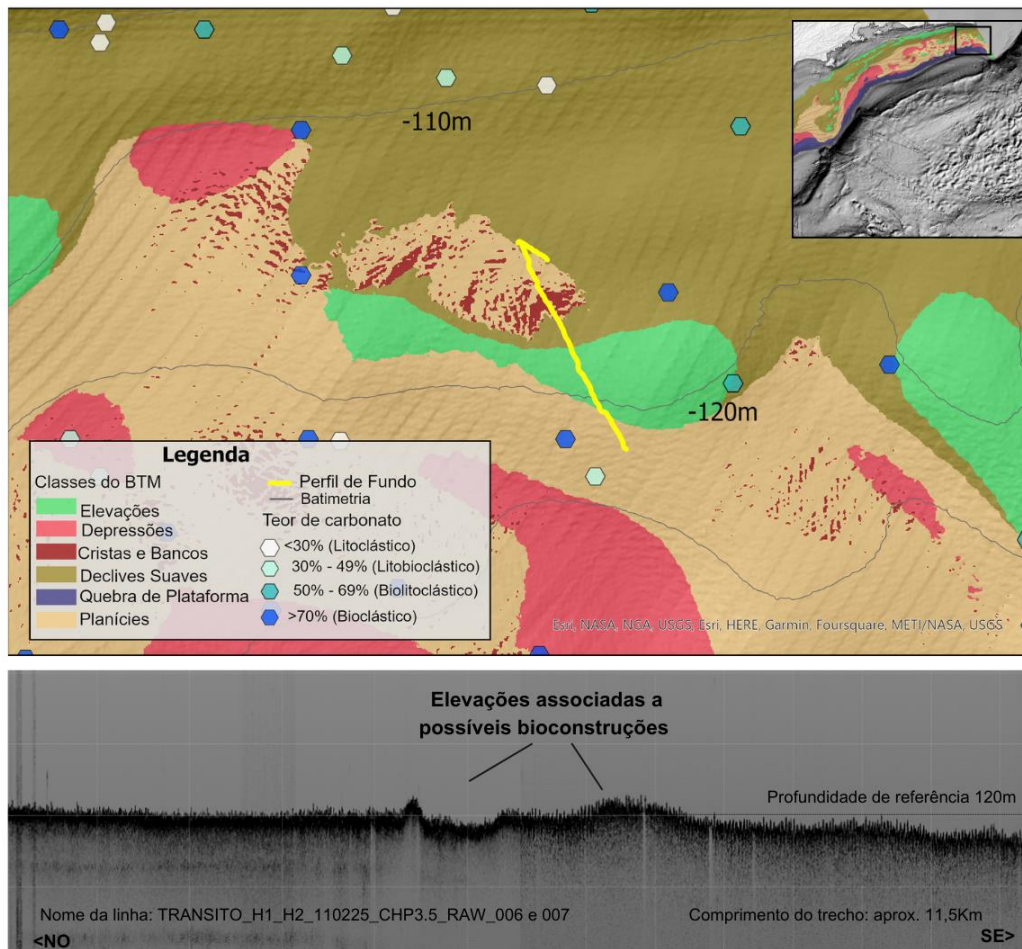 -110m
-120m
Legenda
Classes do BTM
Elevações
Depressões
Cristas e Bancos
Declives Suaves
Quebra de Plataforma
Planícies
Perfil de Fundo
Batimetria
Teor de carbonato
<30% (Litoclástico)
30% - 49% (Litobioclástico)
50% - 69% (Biolitoclástico)
>70% (Bioclástico)
Esri, NASA, NGA, USGS, Esri, HERE, Garmin, Foursquare, METI/NASA, USGS
Elevações associadas a
possíveis bioconstruções
Profundidade de referência 120m
Nome da linha: TRANSITO_H1_H2_110225_CHP3.5_RAW_006 e 007
Comprimento do trecho: aprox. 11,5Km
<NO
SE>